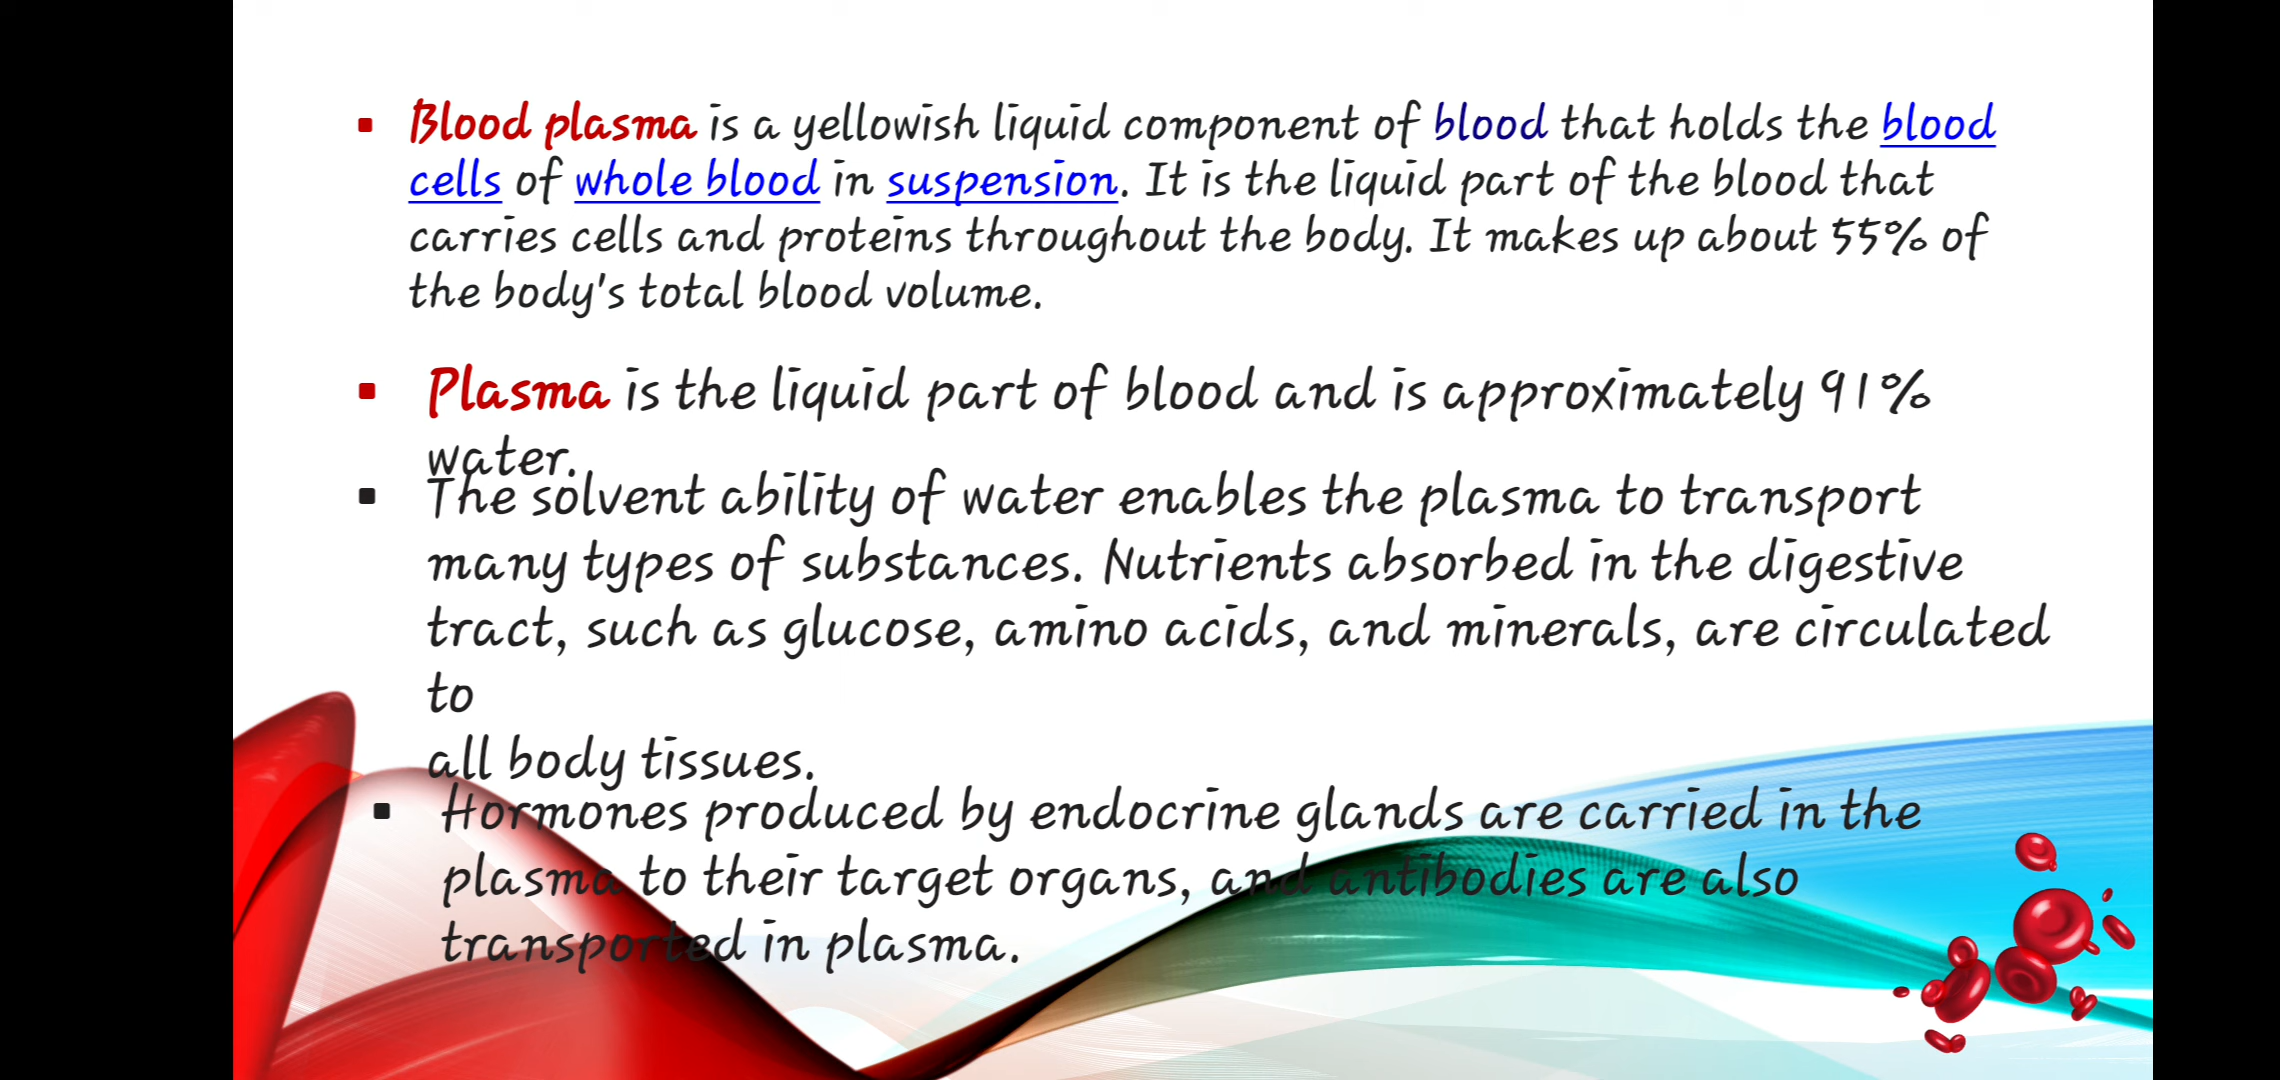 ▪ Blood plasma is a yellowish liquid component of blood that holds the blood
cells of whole blood in suspension. It is the liquid part of the blood that
carries cells and proteins throughout the body. It makes up about 55% of
the body's total blood volume.
▪ Plasma is the liquid part of blood and is approximately 91%
water.
▪ The solvent ability of water enables the plasma to transport
many types of substances. Nutrients absorbed in the digestive
tract, such as glucose, amino acids, and minerals, are circulated
to
all body tissues.
▪ Hormones produced by endocrine glands are carried in the
plasma to their target organs, and antibodies are also
transported in plasma.